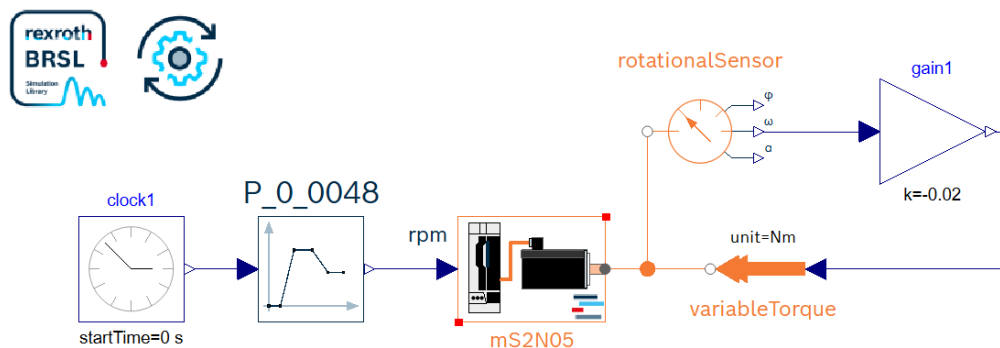 rexroth
BRSL
Simulation
Library
rotationalSensor
gain1
φ
ω
α
k=-0.02
clock1
P_0_0048
rpm
unit=Nm
startTime=0 s
mS2N05
variableTorque